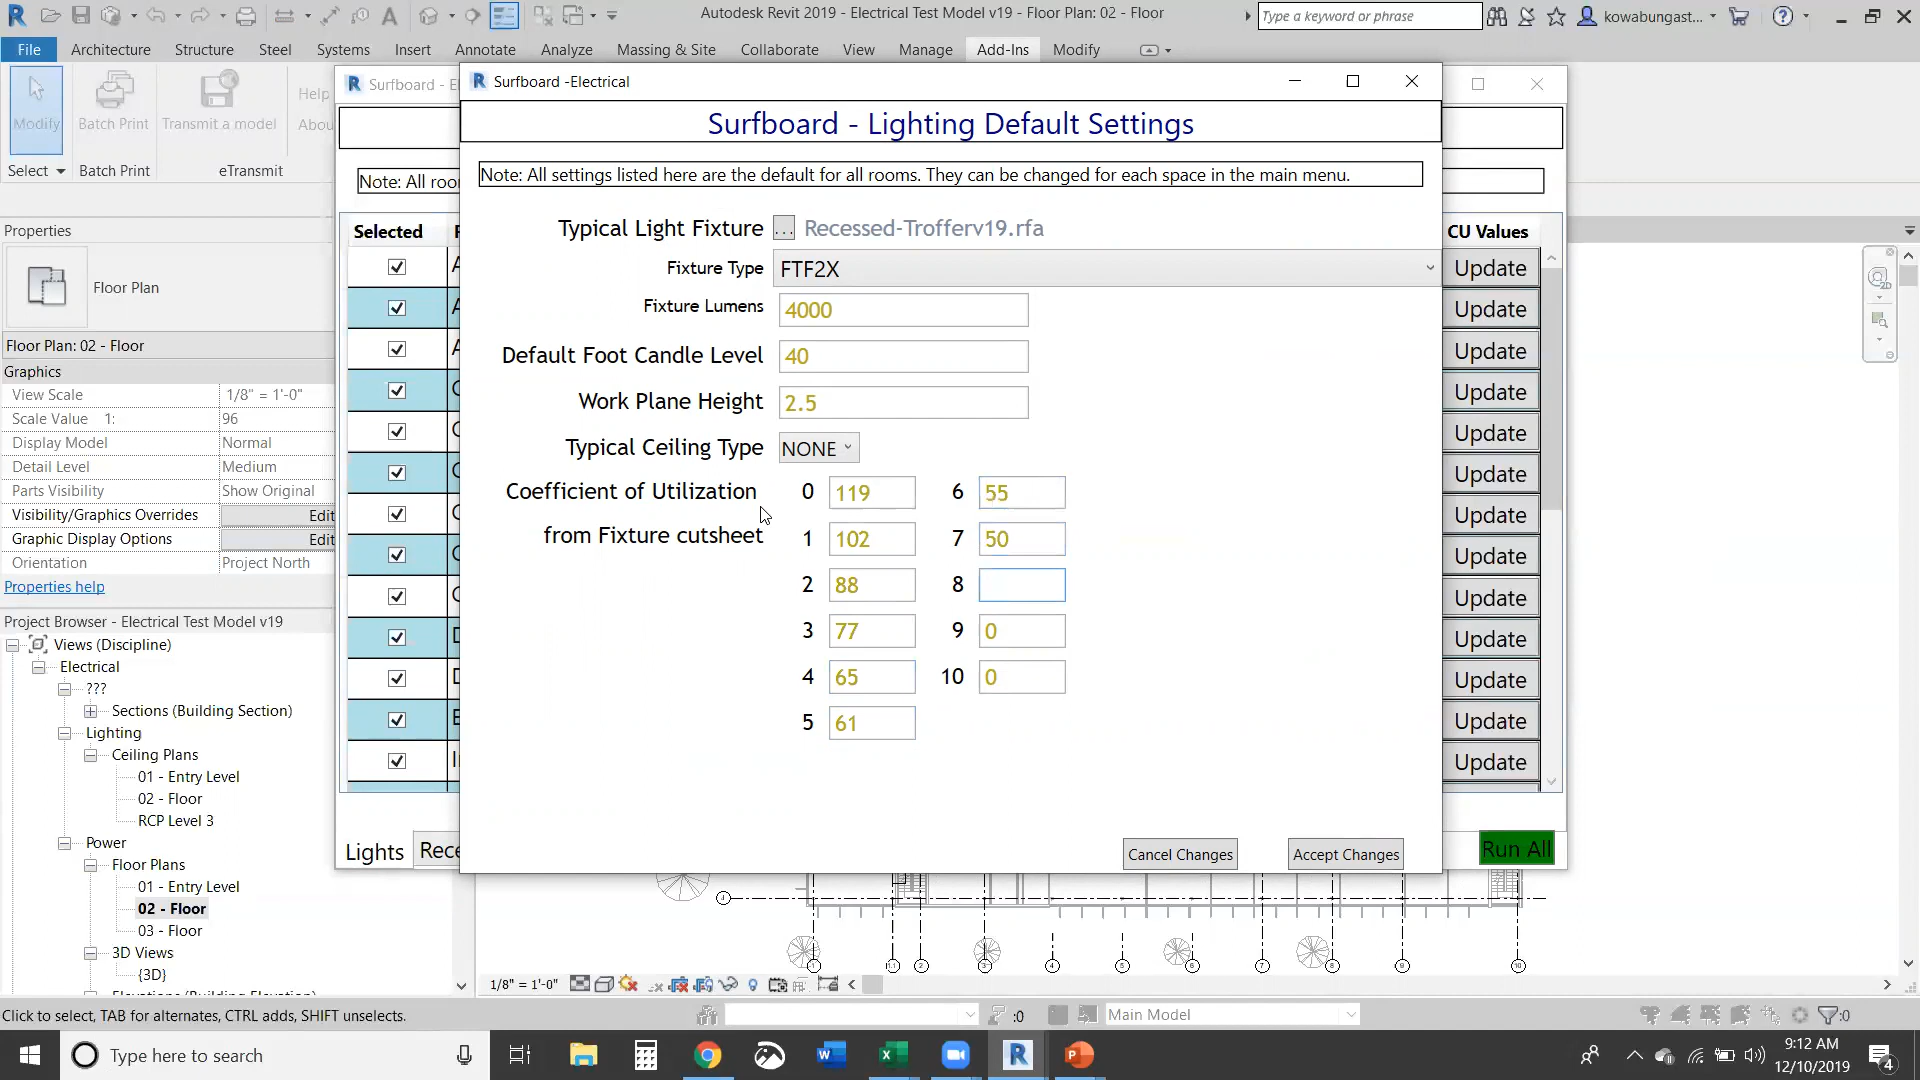 Autodesk Revit 2019 - Electrical Test Model v19 - Floor Plan: 02 - Floor
Type a keyword or phrase
kowabungast...
File Architecture Structure Steel Systems Insert Annotate Analyze Massing & Site Collaborate View Manage Add-Ins Modify
Modify
Batch Print
Transmit a model
Help
Abou
Select
Batch Print
eTransmit
Surfboard - E
Surfboard -Electrical
Surfboard - Lighting Default Settings
Note: All roor
Note: All settings listed here are the default for all rooms. They can be changed for each space in the main menu.
Selected
CU Values
Typical Light Fixture ... Recessed-Trofferv19.rfa
Fixture Type FTF2X
Fixture Lumens 4000
Default Foot Candle Level 40
Work Plane Height 2.5
Typical Ceiling Type NONE
Coefficient of Utilization
from Fixture cutsheet
0 119 6 55
1 102 7 50
2 88 8
3 77 9 0
4 65 10 0
5 61
Cancel Changes
Accept Changes
Update
Update
Update
Update
Update
Update
Update
Update
Update
Update
Update
Update
Update
Lights
Rece
Run All
Properties
Floor Plan
Floor Plan: 02 - Floor
Graphics
View Scale 1/8" = 1'-0"
Scale Value 1: 96
Display Model Normal
Detail Level Medium
Parts Visibility Show Original
Visibility/Graphics Overrides Edit
Graphic Display Options Edit
Orientation Project North
Properties help
Project Browser - Electrical Test Model v19
Views (Discipline)
Electrical
???
Sections (Building Section)
Lighting
Ceiling Plans
01 - Entry Level
02 - Floor
RCP Level 3
Power
Floor Plans
01 - Entry Level
02 - Floor
03 - Floor
3D Views
{3D}
1/8" = 1'-0"
Click to select, TAB for alternates, CTRL adds, SHIFT unselects.
:0
Main Model
:0
Type here to search
9:12 AM
12/10/2019
4